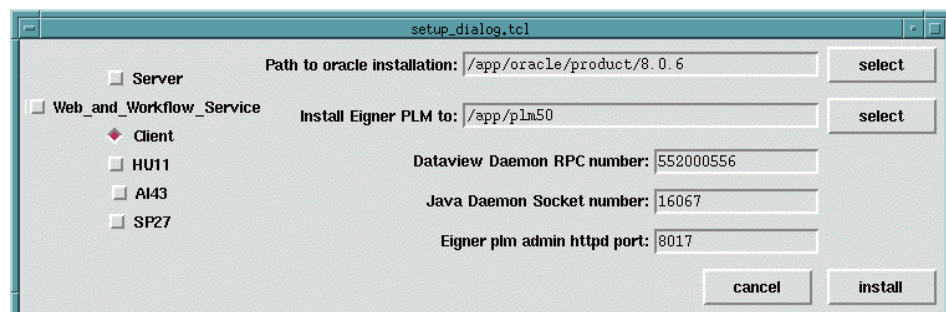 setup_dialog.tcl
Server
Web_and_Workflow_Service
Client
HU11
AI43
SP27
Path to oracle installation: /app/oracle/product/8.0.6 select
Install Eigner PLM to: /app/plm50 select
Dataview Daemon RPC number: 552000556
Java Daemon Socket number: 16067
Eigner plm admin httpd port: 8017
cancel install